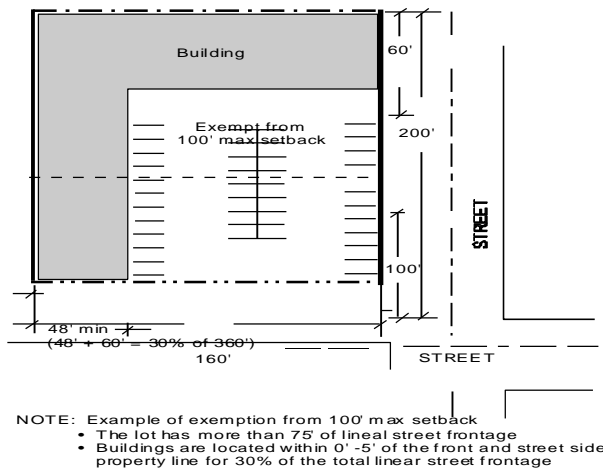 60'
Building
Exempt from
100' max setback
200'
STREET
100'
48' min
(48' + 60' = 30% of 360')
160'
STREET
NOTE: Example of exemption from 100' max setback
• The lot has more than 75' of lineal street frontage
• Buildings are located within 0' -5' of the front and street side
property line for 30% of the total linear street frontage